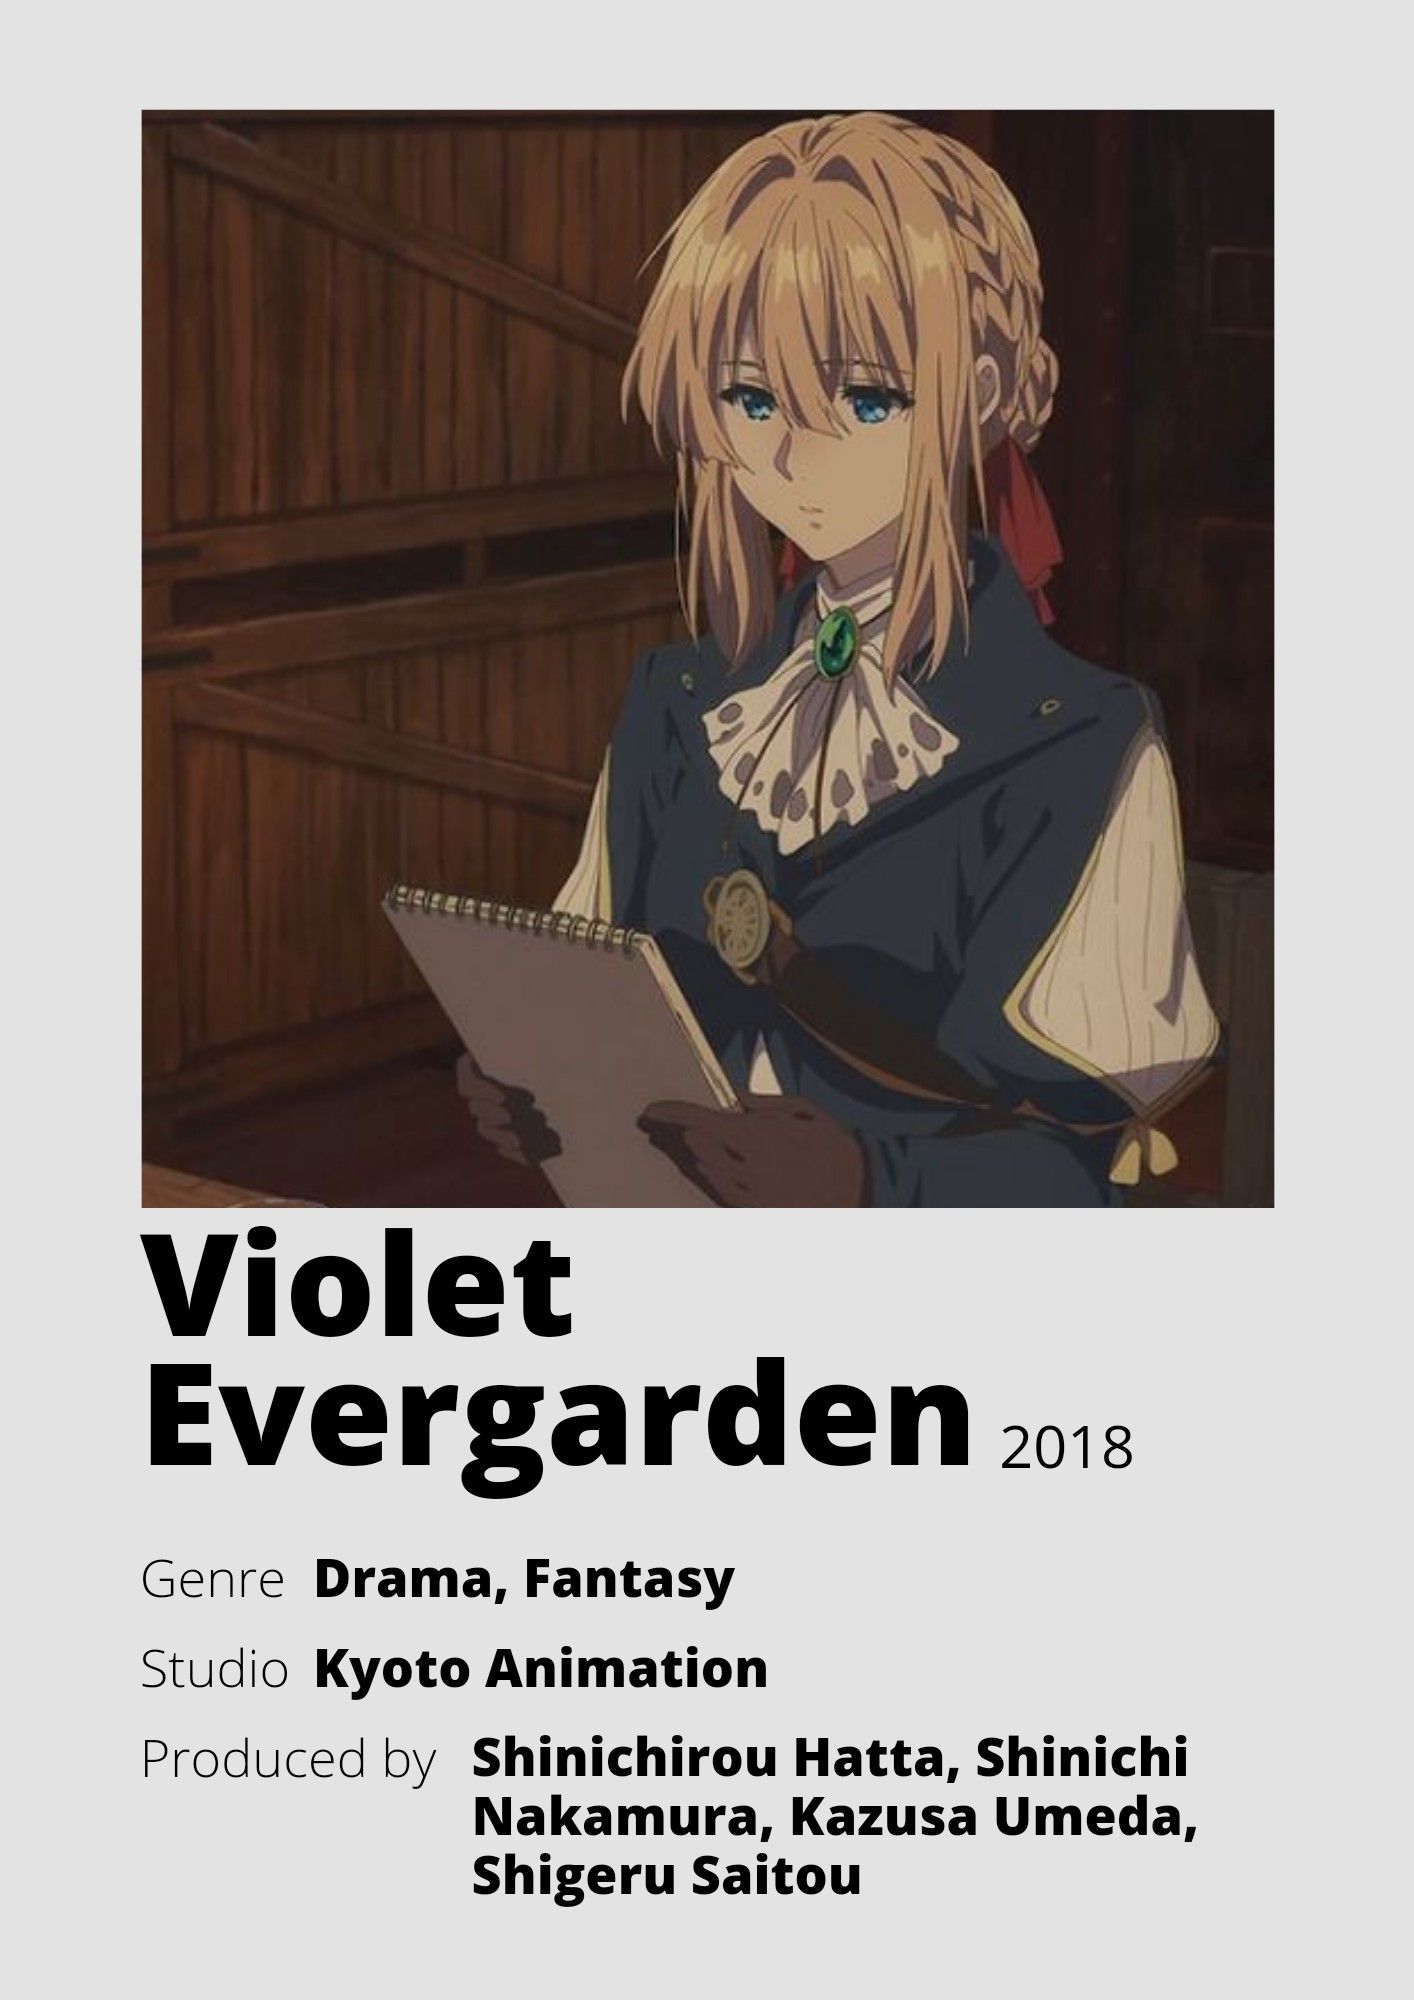 Violet
Evergarden 2018
Genre Drama, Fantasy
Studio Kyoto Animation
Produced by Shinichirou Hatta, Shinichi
Nakamura, Kazusa Umeda,
Shigeru Saitou